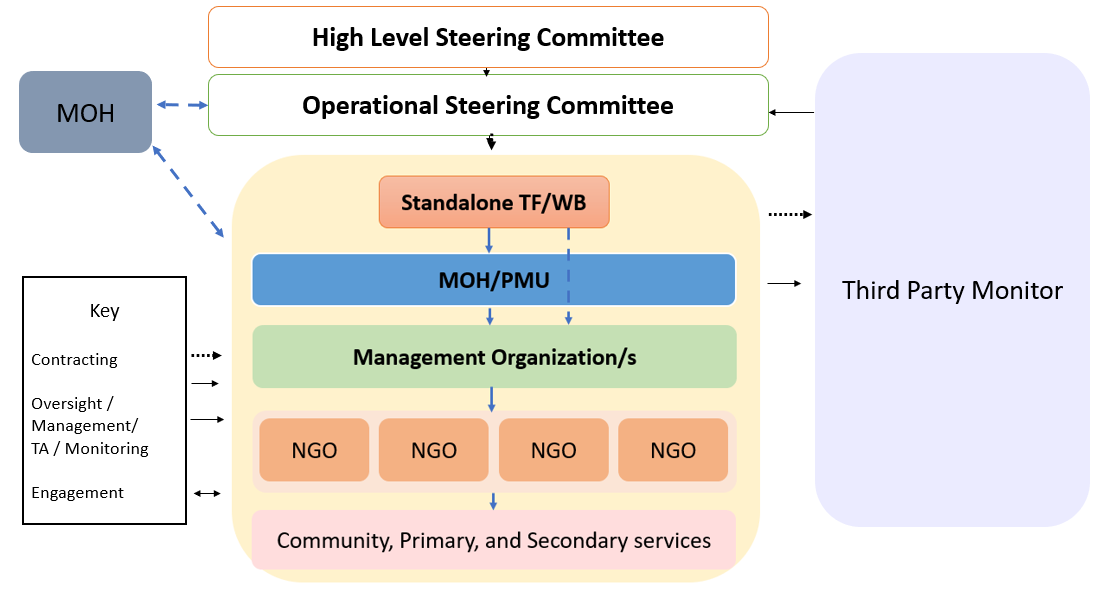 High Level Steering Committee
MOH
Operational Steering Committee
Standalone TF/WB
MOH/PMU
Third Party Monitor
Key
Contracting
Oversight /
Management/
TA / Monitoring
Engagement
Management Organization/s
NGO
NGO
NGO
NGO
Community, Primary, and Secondary services